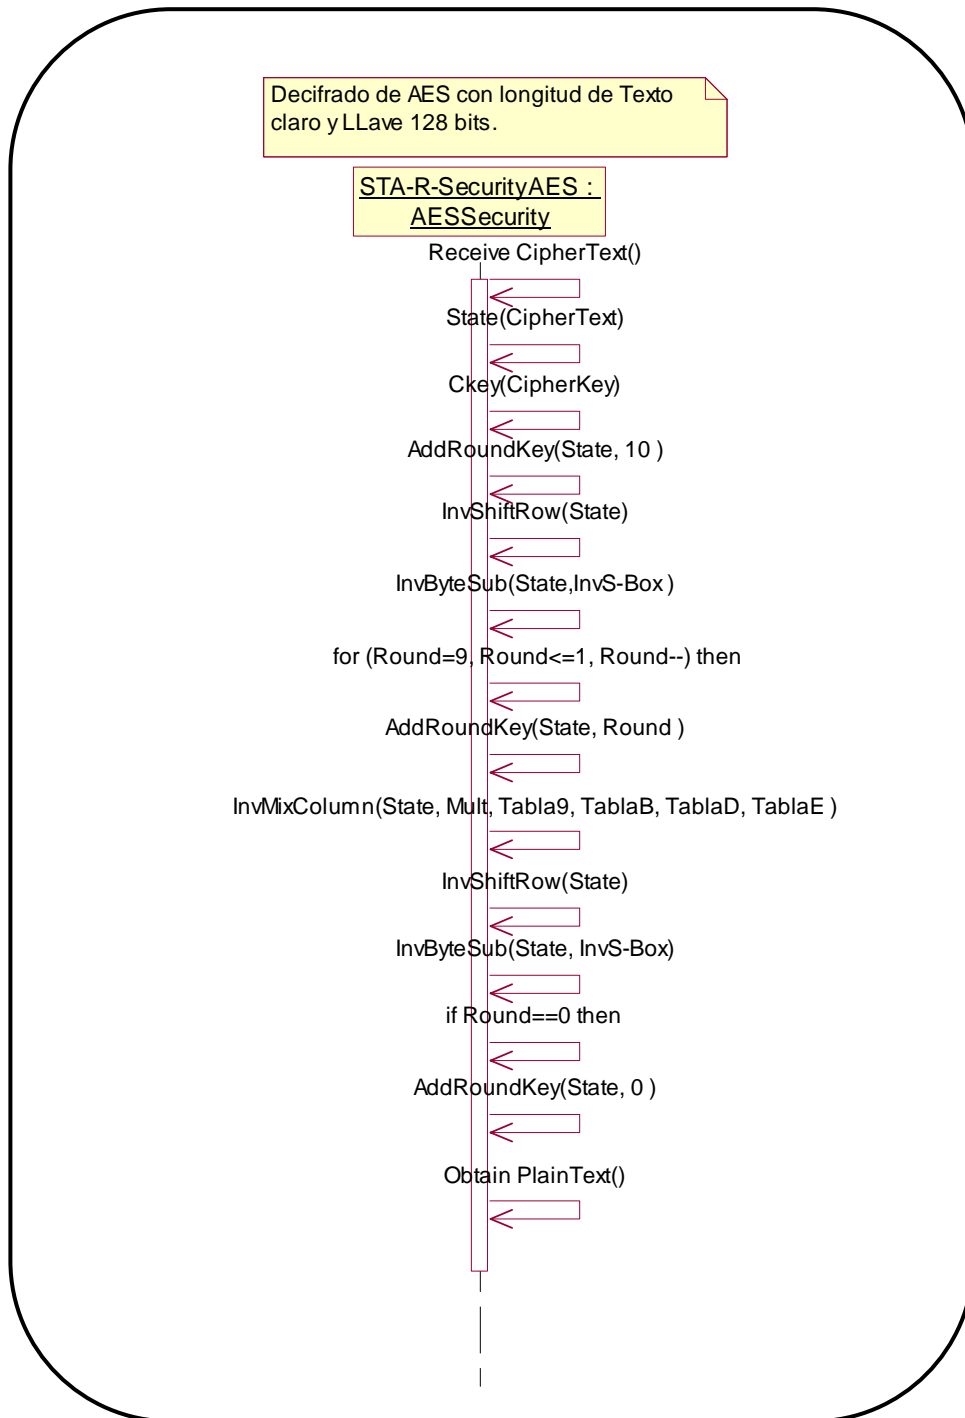 Decifrado de AES con longitud de Texto
claro y LLave 128 bits.
STA-R-SecurityAES :
AESSecurity
Receive CipherText()
State(CipherText)
Ckey(CipherKey)
AddRoundKey(State, 10 )
InvShiftRow(State)
InvByteSub(State,InvS-Box )
for (Round=9, Round<=1, Round--) then
AddRoundKey(State, Round )
InvMixColumn(State, Mult, Tabla9, TablaB, TablaD, TablaE )
InvShiftRow(State)
InvByteSub(State, InvS-Box)
if Round==0 then
AddRoundKey(State, 0 )
Obtain PlainText()